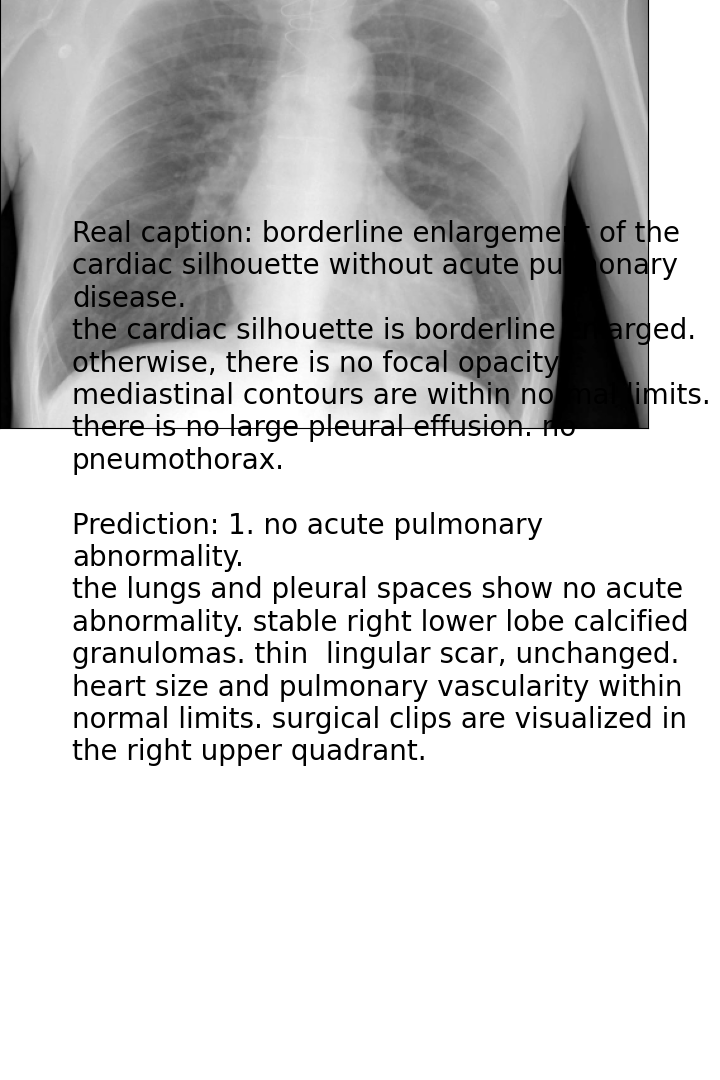 Real caption: borderline enlargement of the
cardiac silhouette without acute pulmonary
disease.
the cardiac silhouette is borderline enlarged.
otherwise, there is no focal opacity
mediastinal contours are within normal limits.
there is no large pleural effusion. no
pneumothorax.
Prediction: 1. no acute pulmonary
abnormality.
the lungs and pleural spaces show no acute
abnormality. stable right lower lobe calcified
granulomas. thin  lingular scar, unchanged.
heart size and pulmonary vascularity within
normal limits. surgical clips are visualized in
the right upper quadrant.